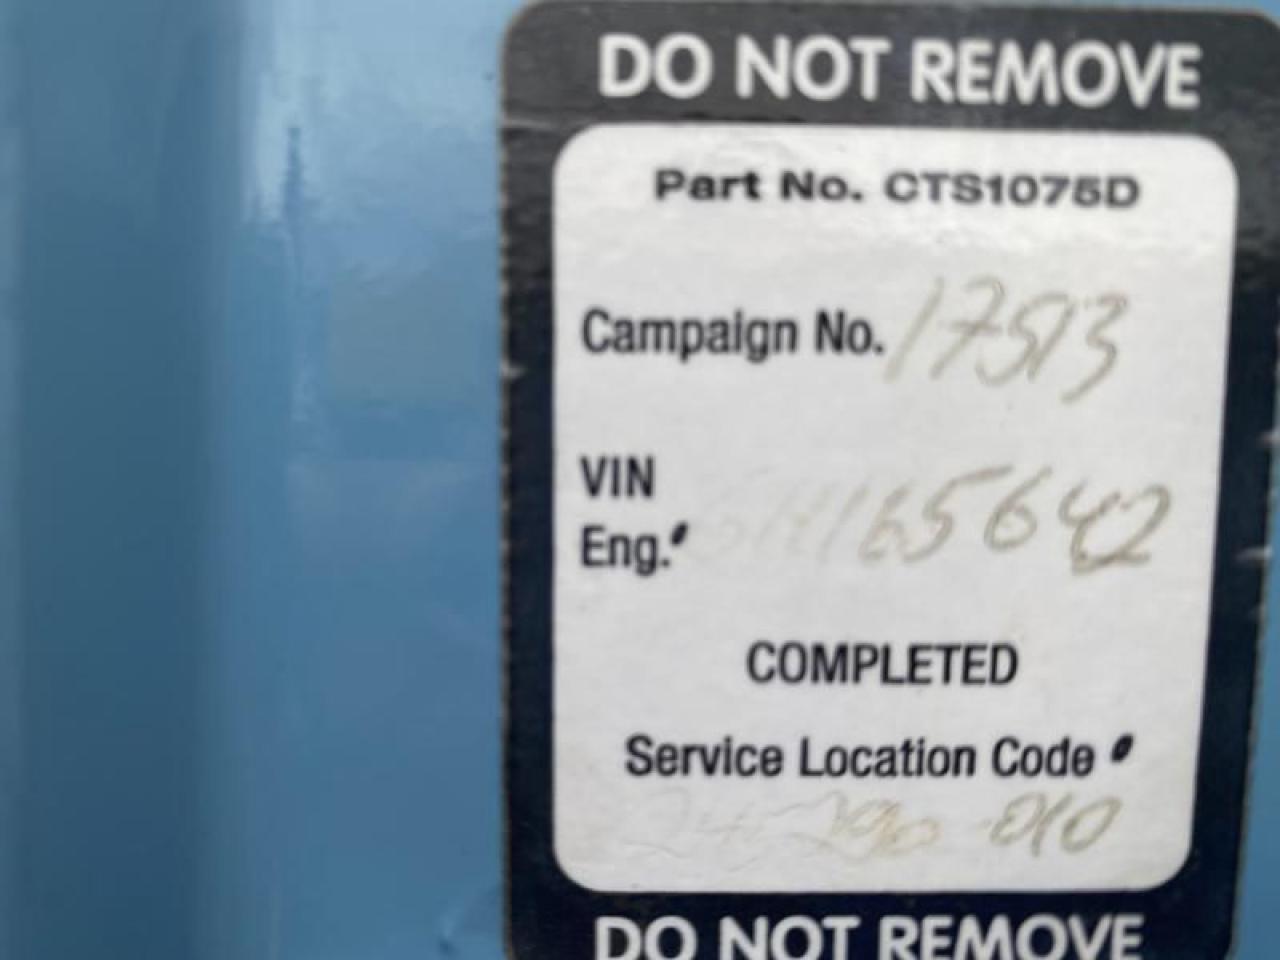 DO NOT REMOVE
Part No. CTS1075D
Campaign No. 17513
VIN
Eng. 165642
COMPLETED
Service Location Code
010
DO NOT REMOVE